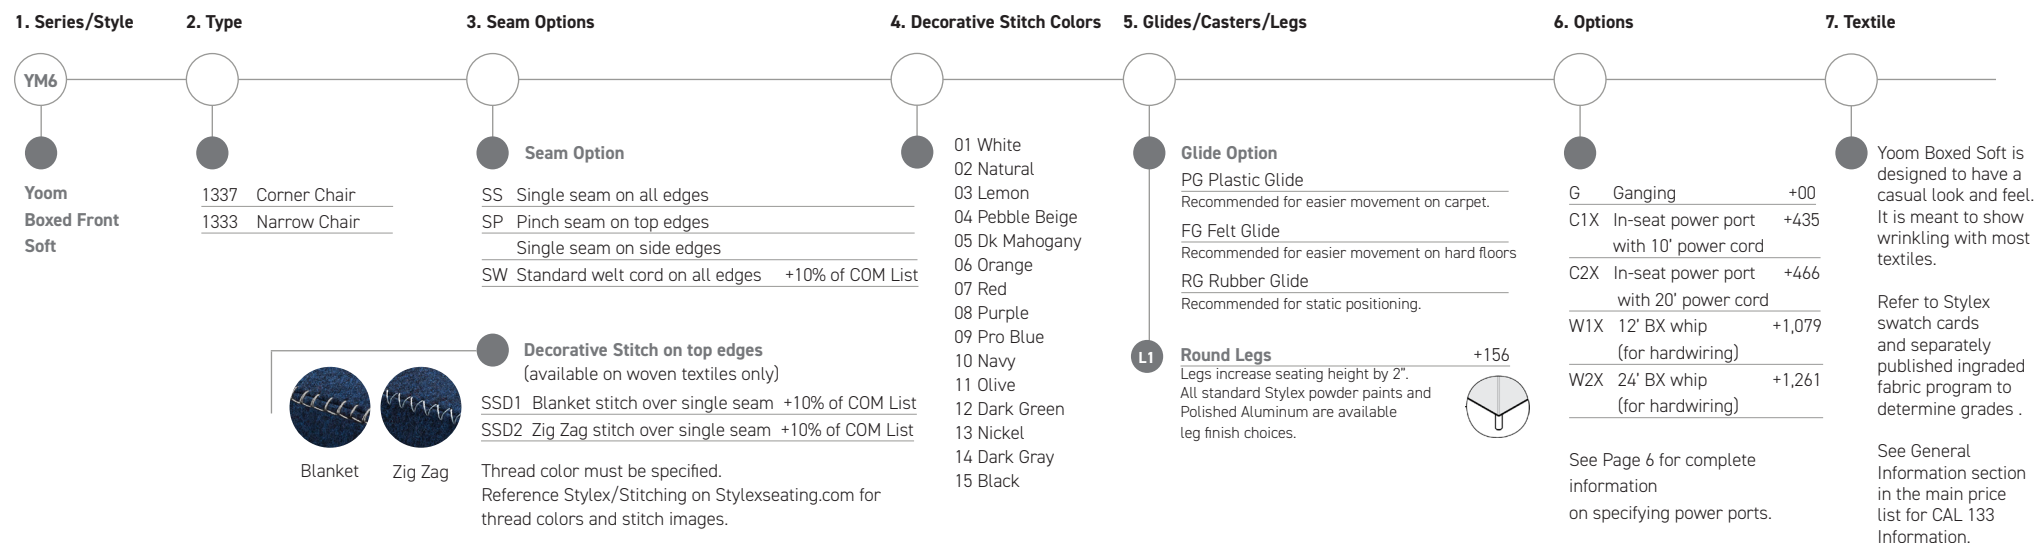 1. Series/Style
2. Type
3. Seam Options
4. Decorative Stitch Colors
5. Glides/Casters/Legs
6. Options
7. Textile
YM6
Yoom
Boxed Front
Soft
1337 Corner Chair
1333 Narrow Chair
Seam Option
SS Single seam on all edges
SP Pinch seam on top edges
Single seam on side edges
SW Standard welt cord on all edges +10% of COM List
Decorative Stitch on top edges
(available on woven textiles only)
SSD1 Blanket stitch over single seam +10% of COM List
SSD2 Zig Zag stitch over single seam +10% of COM List
Blanket
Zig Zag
Thread color must be specified.
Reference Stylex/Stitching on Stylexseating.com for
thread colors and stitch images.
01 White
02 Natural
03 Lemon
04 Pebble Beige
05 Dk Mahogany
06 Orange
07 Red
08 Purple
09 Pro Blue
10 Navy
11 Olive
12 Dark Green
13 Nickel
14 Dark Gray
15 Black
Glide Option
PG Plastic Glide
Recommended for easier movement on carpet.
FG Felt Glide
Recommended for easier movement on hard floors
RG Rubber Glide
Recommended for static positioning.
L1
Round Legs +156
Legs increase seating height by 2".
All standard Stylex powder paints and
Polished Aluminum are available
leg finish choices.
G Ganging +00
C1X In-seat power port +435
with 10' power cord
C2X In-seat power port +466
with 20' power cord
W1X 12' BX whip +1,079
(for hardwiring)
W2X 24' BX whip +1,261
(for hardwiring)
See Page 6 for complete
information
on specifying power ports.
Yoom Boxed Soft is
designed to have a
casual look and feel.
It is meant to show
wrinkling with most
textiles.
Refer to Stylex
swatch cards
and separately
published ingraded
fabric program to
determine grades .
See General
Information section
in the main price
list for CAL 133
Information.